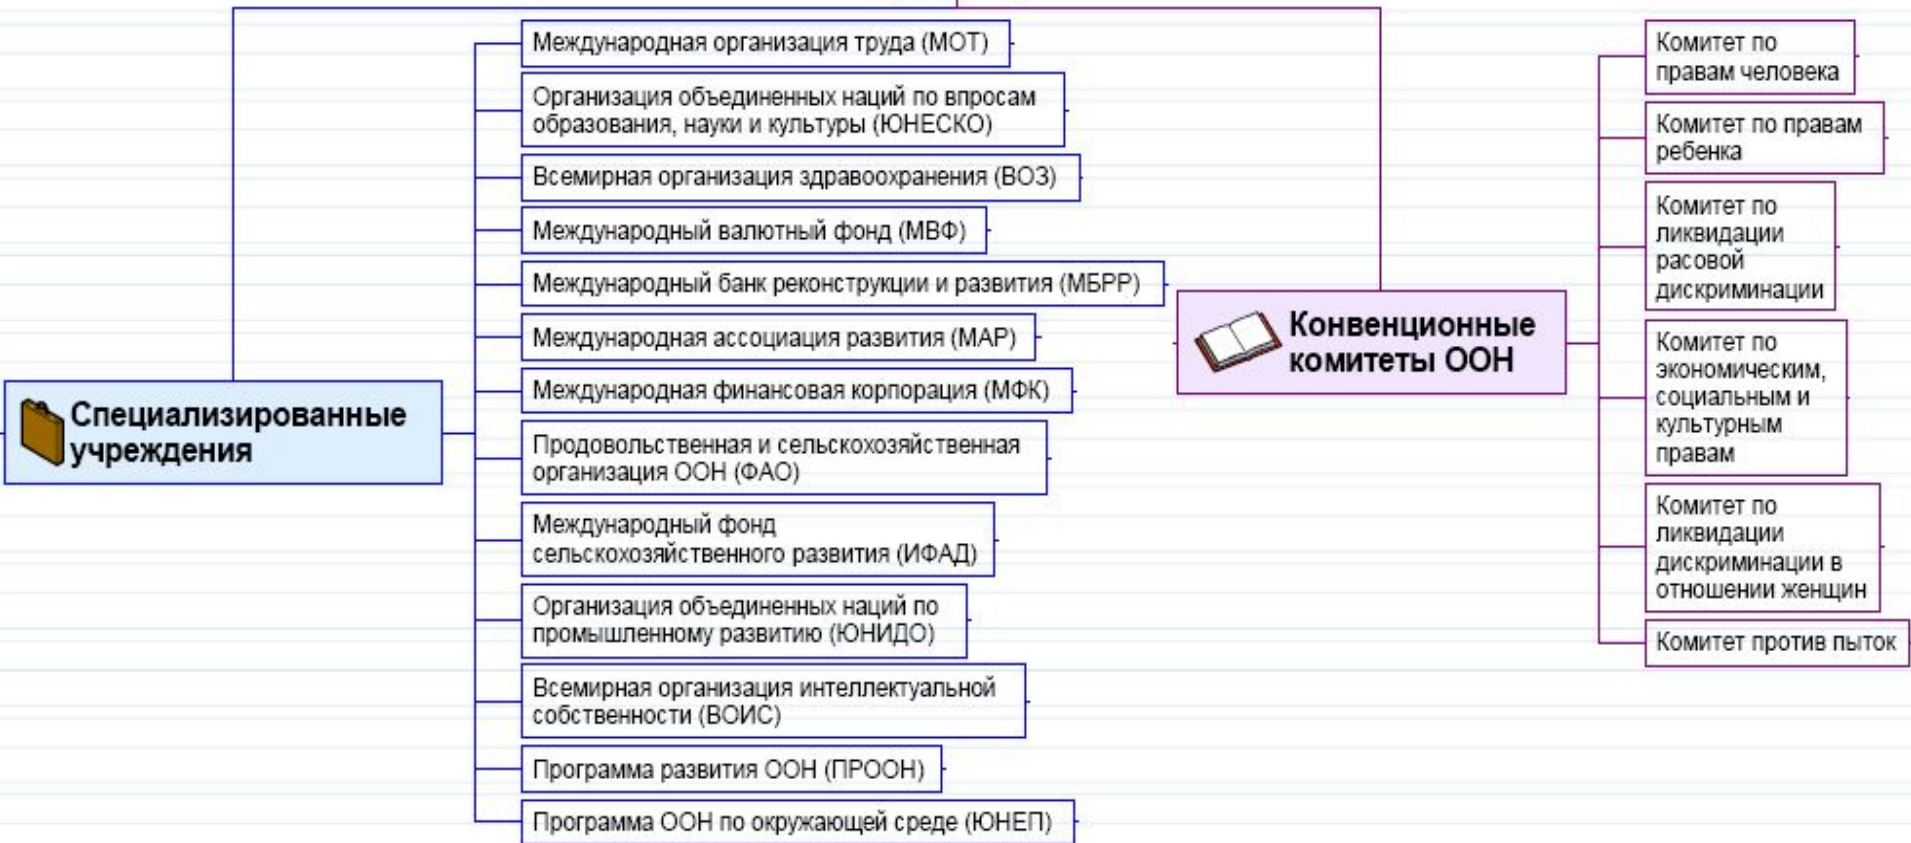 Специализированные
учреждения
Международная организация труда (МОТ)
Организация объединенных наций по впросам
образования, науки и культуры (ЮНЕСКО)
Всемирная организация здравоохранения (ВОЗ)
Международный валютный фонд (МВФ)
Международный банк реконструкции и развития (МБРР)
Международная ассоциация развития (МАР)
Международная финансовая корпорация (МФК)
Продовольственная и сельскохозяйственная
организация ООН (ФАО)
Международный фонд
сельскохозяйственного развития (ИФАД)
Организация объединенных наций по
промышленному развитию (ЮНИДО)
Всемирная организация интеллектуальной
собственности (ВОИС)
Программа развития ООН (ПРООН)
Программа ООН по окружающей среде (ЮНЕП)
Конвенционные
комитеты ООН
Комитет по
правам человека
Комитет по правам
ребенка
Комитет по
ликвидации
расовой
дискриминации
Комитет по
экономическим,
социальным и
культурным
правам
Комитет по
ликвидации
дискриминации в
отношении женщин
Комитет против пыток